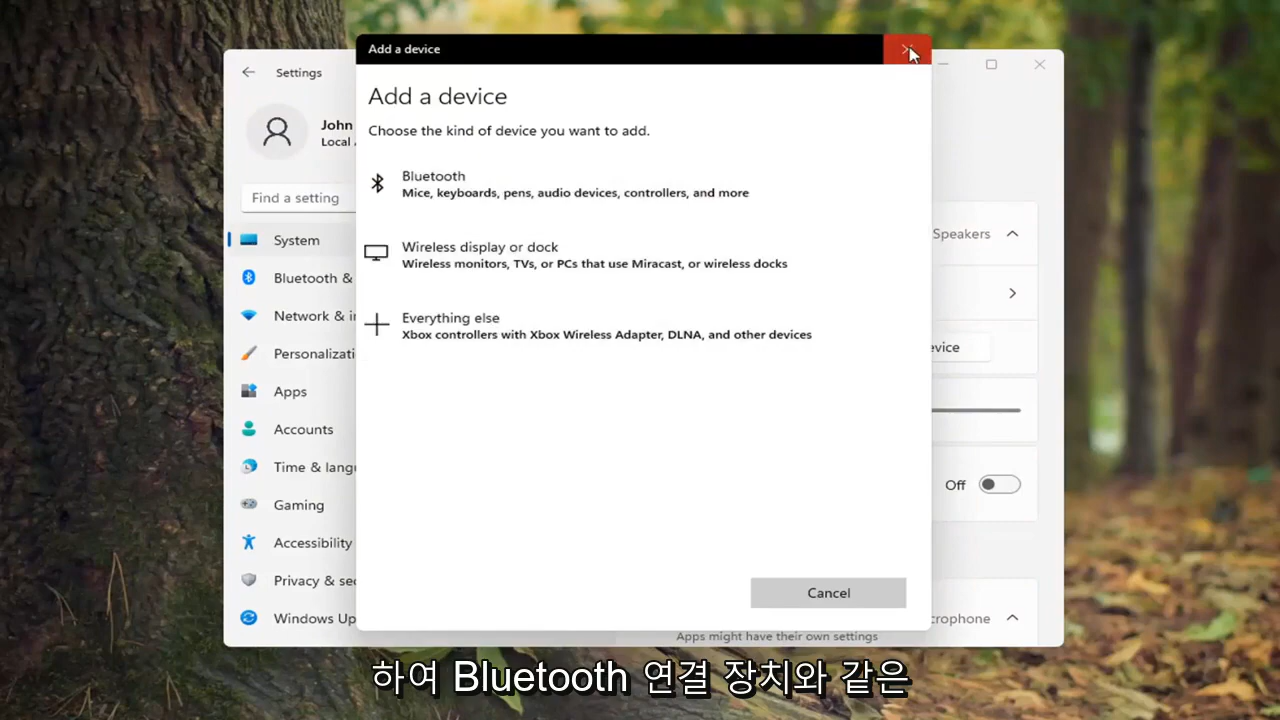 Add a device
Settings
Add a device
John
Choose the kind of device you want to add.
Local
Bluetooth
Mice, keyboards, pens, audio devices, controllers, and more
Find a setting
Speakers
System
Wireless display or dock
Wireless monitors, TVs, or PCs that use Miracast, or wireless docks
Bluetooth &
Network & i
Everything else
Xbox controllers with Xbox Wireless Adapter, DLNA, and other devices
evice
Personalizati
Apps
Accounts
Time & langu
Off
Gaming
Accessibility
Privacy & sec
Cancel
Windows Up
crophone
Apps might have their own settings
하여 Bluetooth 연결 장치와 같은